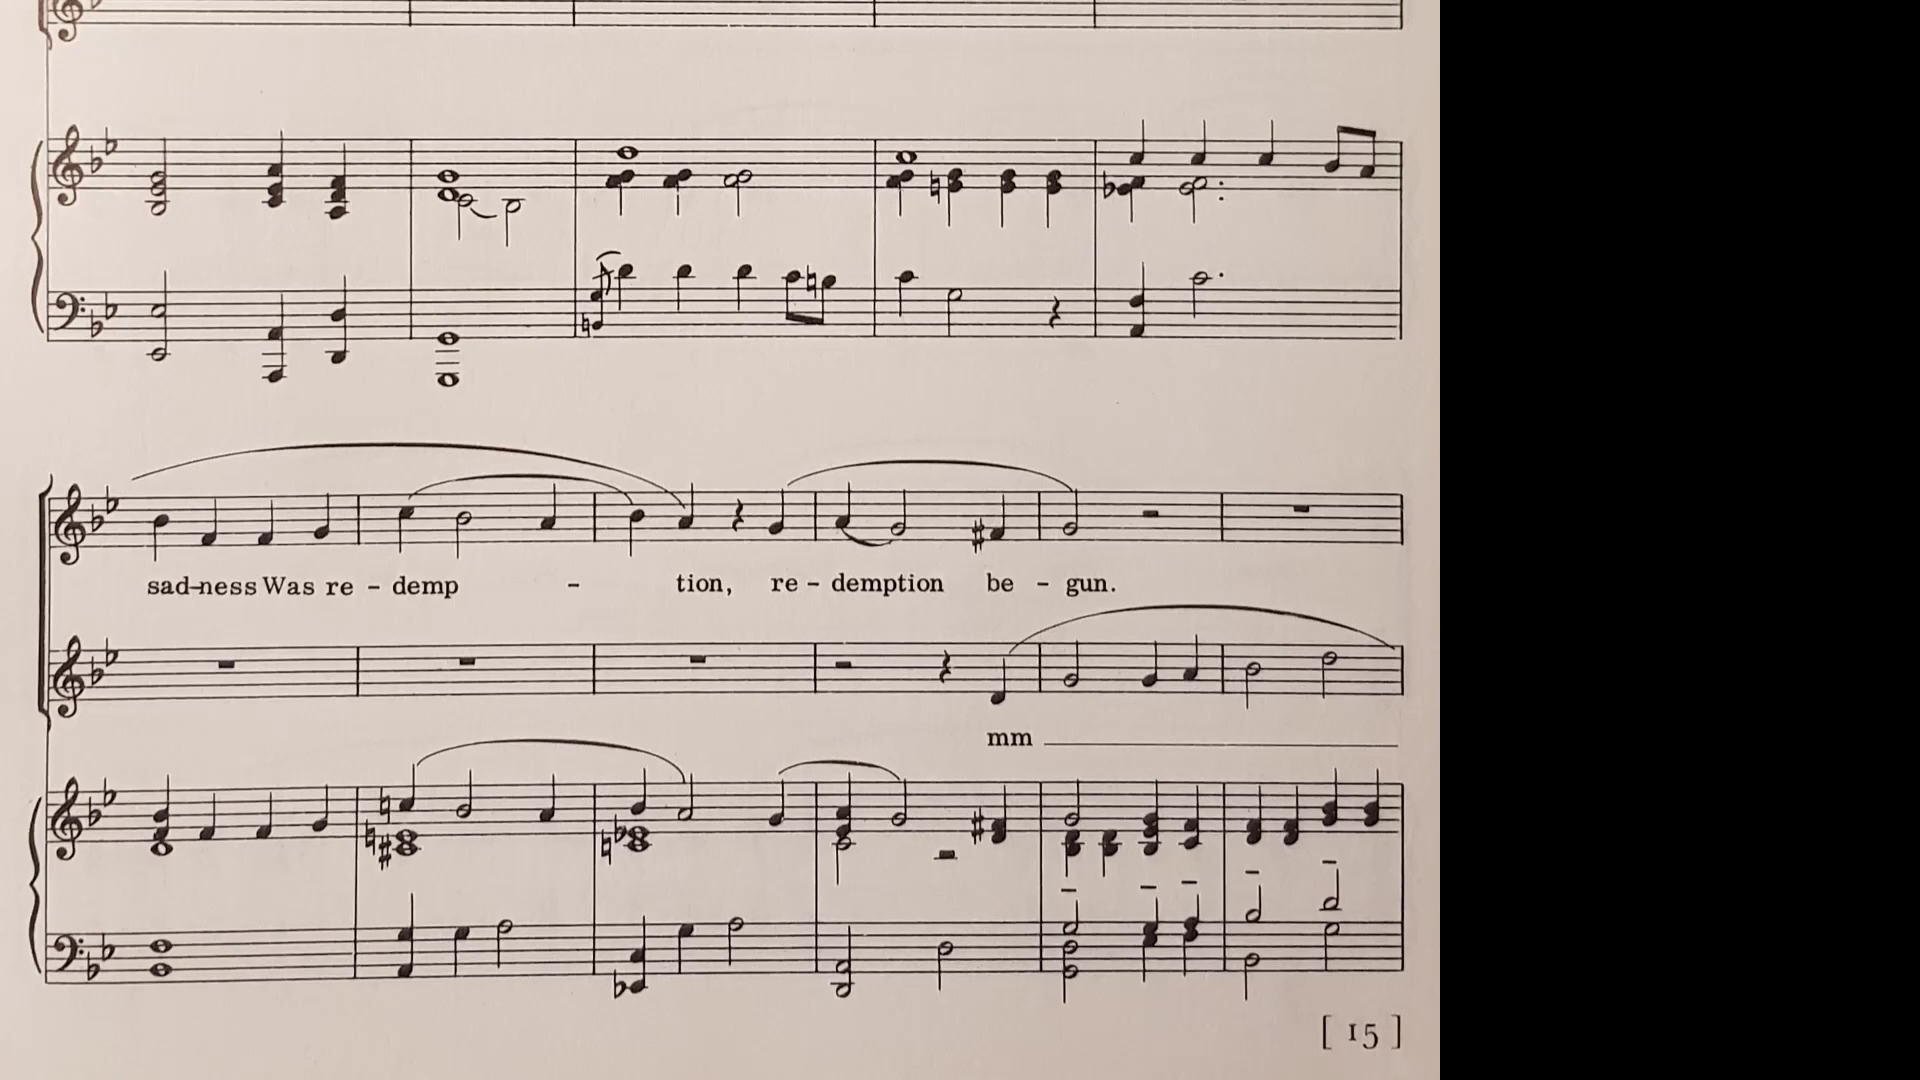 sad-ness Was re - demp - tion, re - demption be - gun.
mm
[ 15 ]